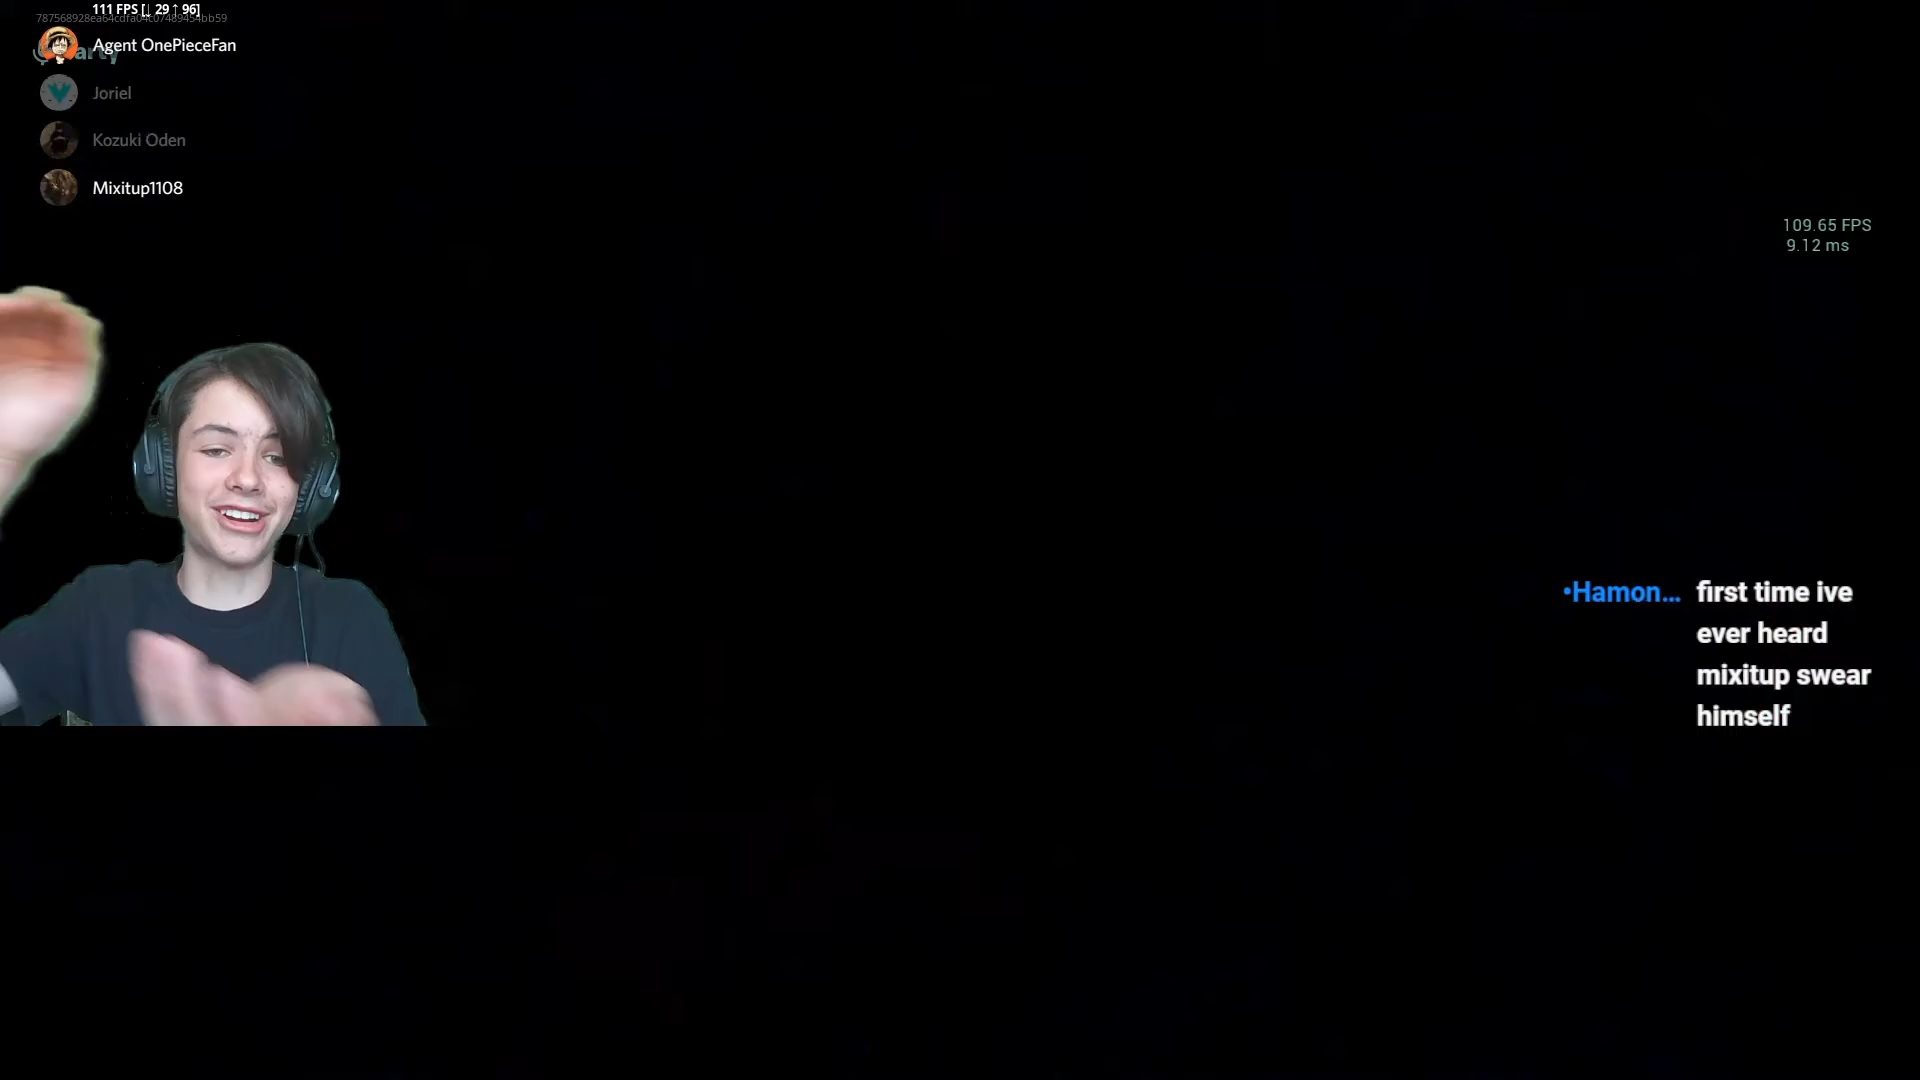 111 FPS [↓ 29 ↑ 96]
Agent OnePieceFan
Joriel
Kozuki Oden
Mixitup1108
109.65 FPS
9.12 ms
•Hamon... first time ive
ever heard
mixitup swear
himself